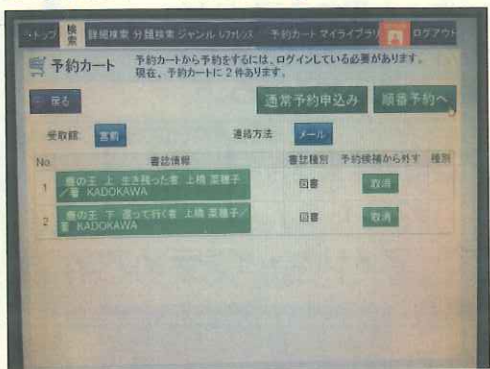 トップ 検索 詳細検索 分類検索 ジャンル レファレンス 予約カート マイライブラリ ログアウト
予約カート
予約カートから予約をするには、ログインしている必要があります。
現在、予約カートに2件あります。
戻る 通常予約申込み 順番予約へ
受取館: 宮前 連絡方法 メール
No. 書誌情報 書誌種別 予約候補から外す 種別
1 鹿の王 上 生き残った者 上橋 菜穂子
/著 KADOKAWA 図書 取消
2 鹿の王 下 還って行く者 上橋 菜穂子/
著 KADOKAWA 図書 取消